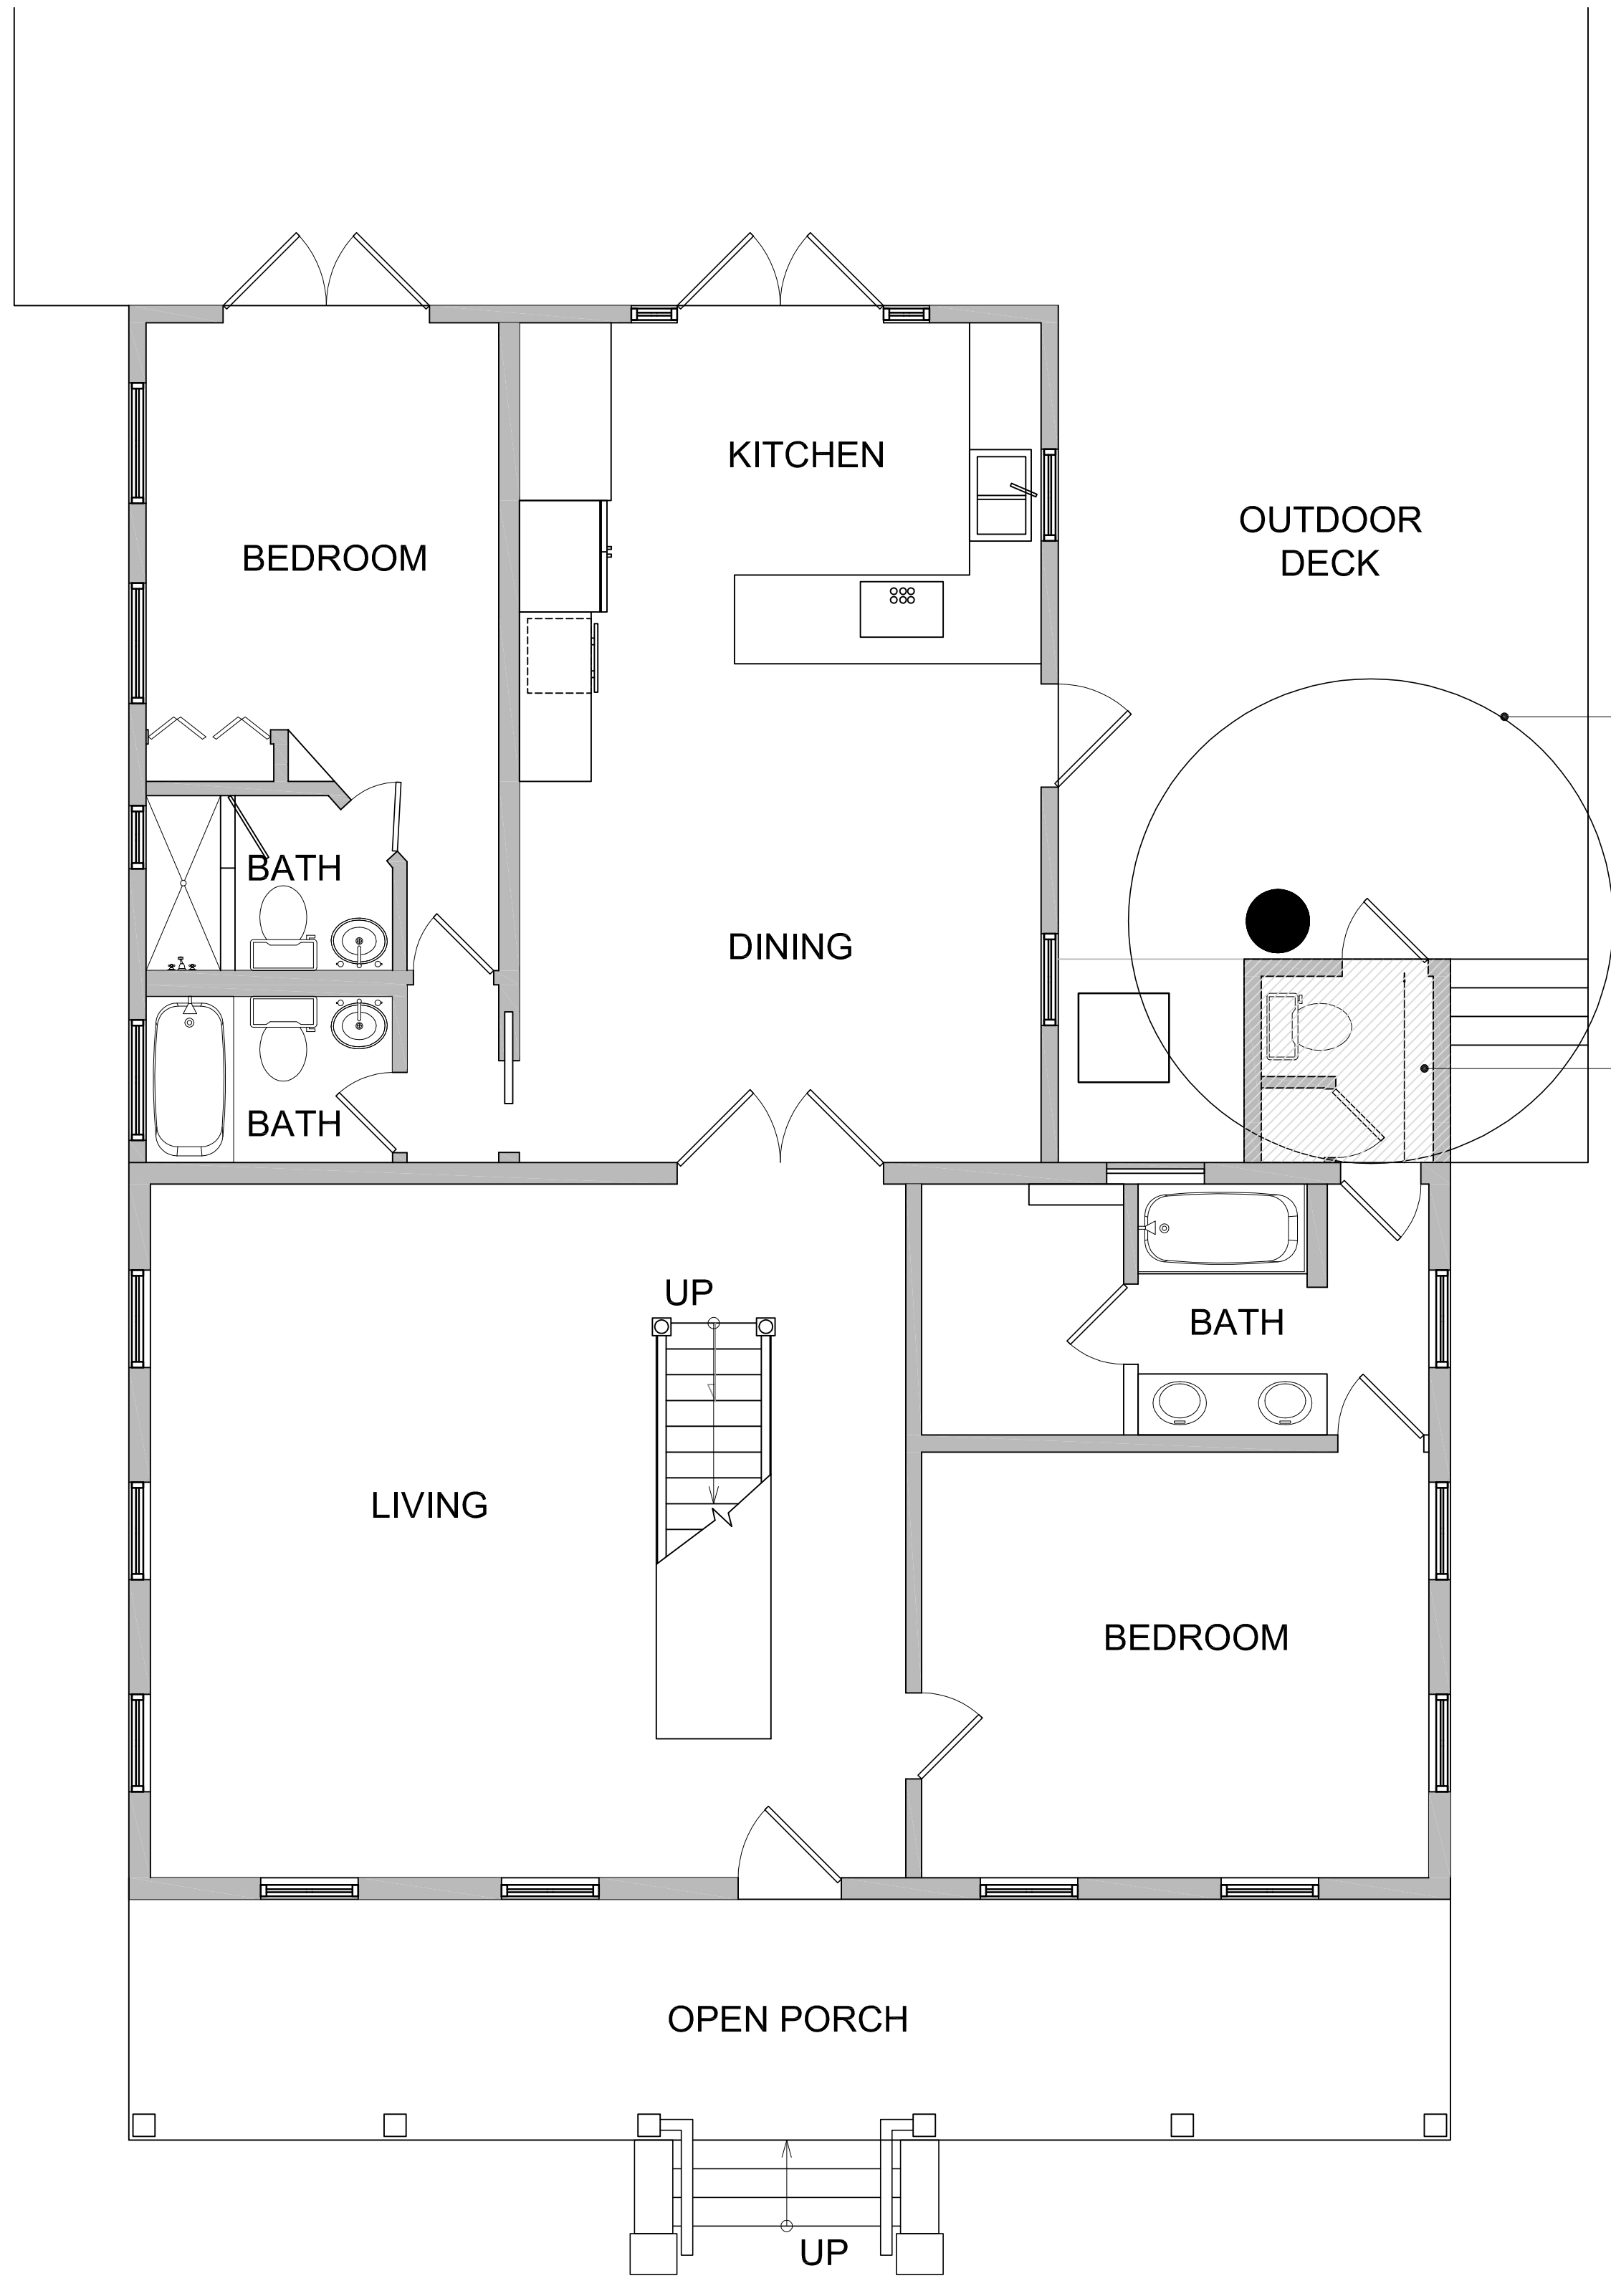 KITCHEN
OUTDOOR
DECK
BEDROOM
BATH
DINING
BATH
UP
BATH
LIVING
BEDROOM
OPEN PORCH
UP